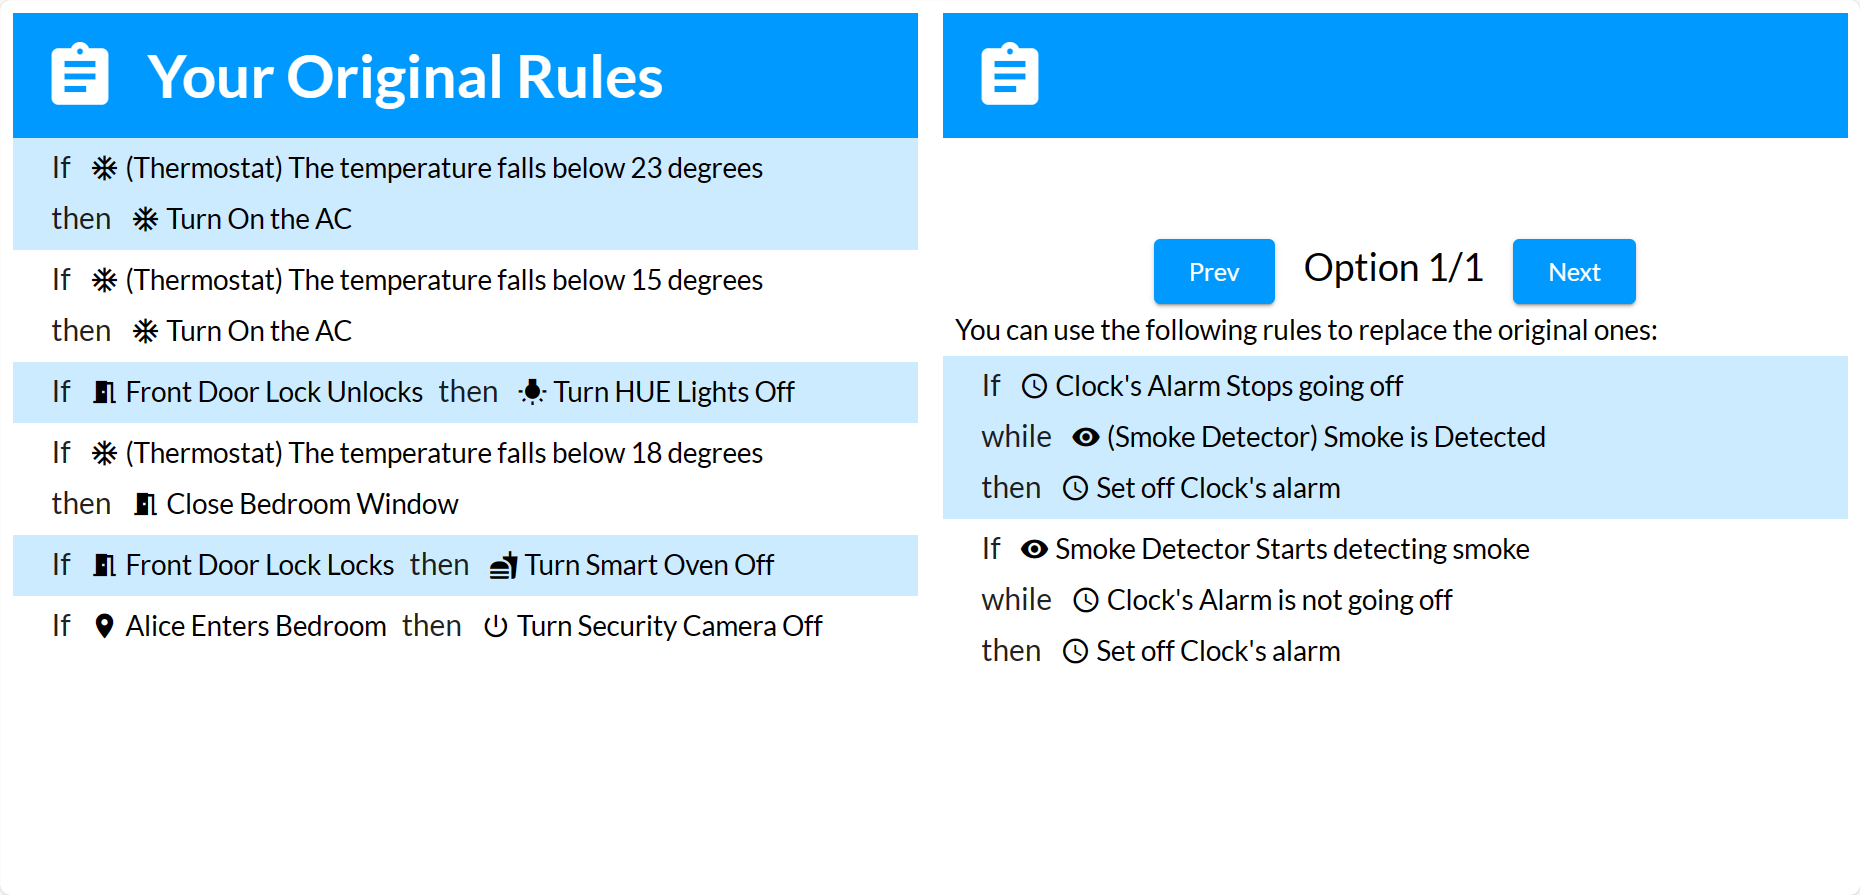 Your Original Rules
If (Thermostat) The temperature falls below 23 degrees
then Turn On the AC
If (Thermostat) The temperature falls below 15 degrees
then Turn On the AC
If Front Door Lock Unlocks then Turn HUE Lights Off
If (Thermostat) The temperature falls below 18 degrees
then Close Bedroom Window
If Front Door Lock Locks then Turn Smart Oven Off
If Alice Enters Bedroom then Turn Security Camera Off
Prev Option 1/1 Next
You can use the following rules to replace the original ones:
If Clock's Alarm Stops going off
while (Smoke Detector) Smoke is Detected
then Set off Clock's alarm
If Smoke Detector Starts detecting smoke
while Clock's Alarm is not going off
then Set off Clock's alarm